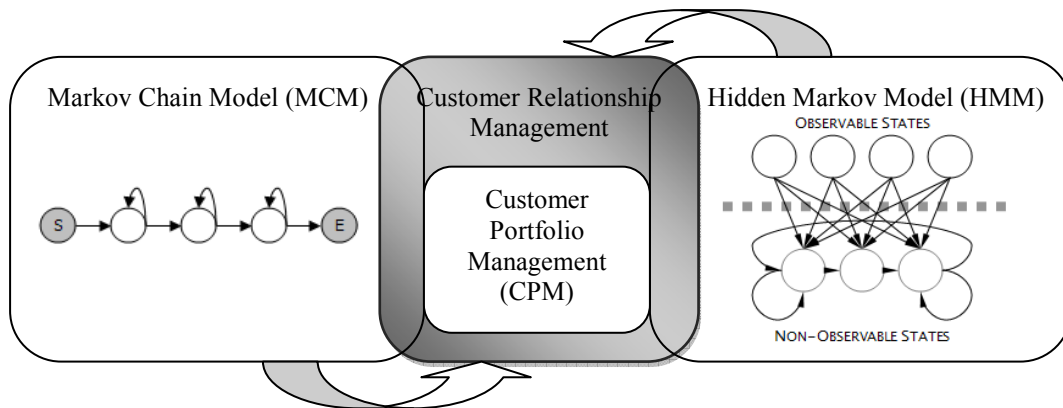 Markov Chain Model (MCM)
S
E
Customer Relationship
Management
Customer
Portfolio
Management
(CPM)
Hidden Markov Model (HMM)
OBSERVABLE STATES
NON-OBSERVABLE STATES